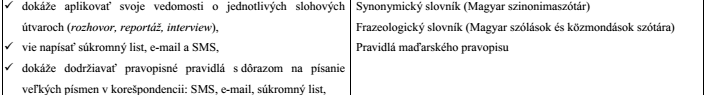 ✓ dokáže aplikovať svoje vedomosti o jednotlivých slohových
útvaroch (rozhovor, reportáž, interview),
✓ vie napísať súkromný list, e-mail a SMS,
✓ dokáže dodržiavať pravopisné pravidlá s dôrazom na písanie
veľkých písmen v korešpondencii: SMS, e-mail, súkromný list,
Synonymický slovník (Magyar szinonimaszótár)
Frazeologický slovník (Magyar szólások és közmondások szótára)
Pravidlá maďarského pravopisu